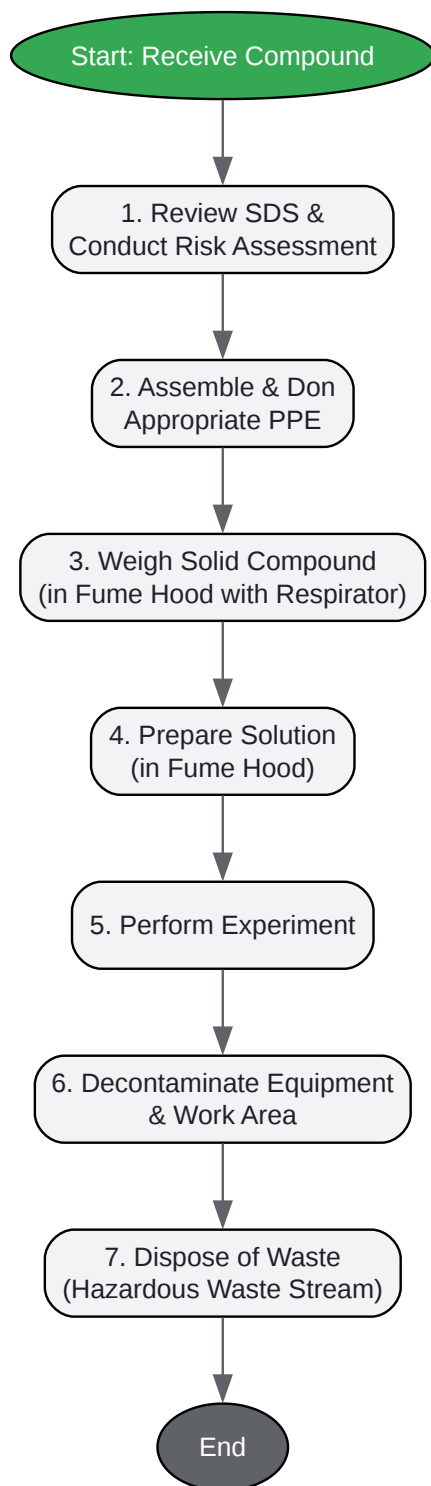 Start: Receive Compound
1. Review SDS &
Conduct Risk Assessment
2. Assemble & Don
Appropriate PPE
3. Weigh Solid Compound
(in Fume Hood with Respirator)
4. Prepare Solution
(in Fume Hood)
5. Perform Experiment
6. Decontaminate Equipment
& Work Area
7. Dispose of Waste
(Hazardous Waste Stream)
End